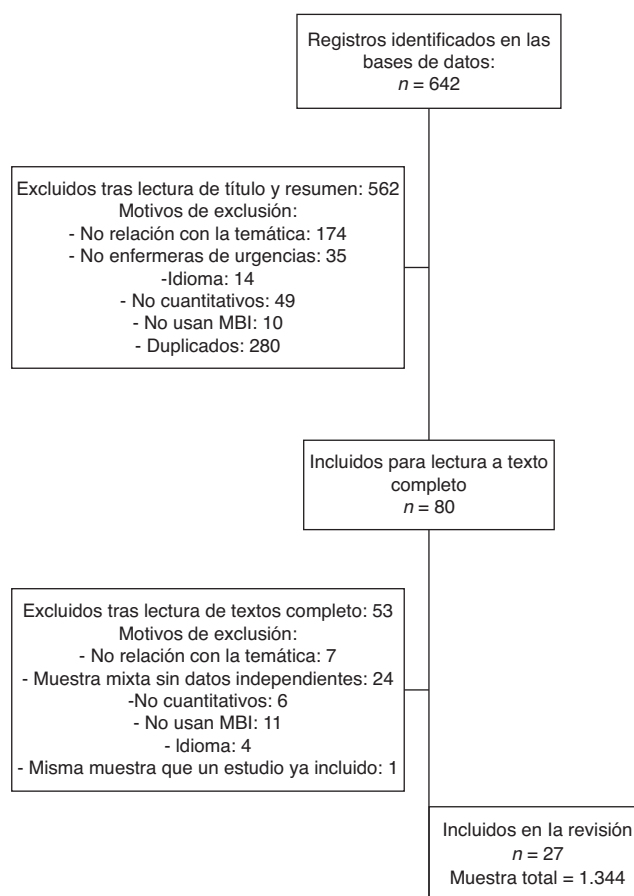 Registros identificados en las
bases de datos:
n = 642
Excluidos tras lectura de título y resumen: 562
Motivos de exclusión:
- No relación con la temática: 174
- No enfermeras de urgencias: 35
-Idioma: 14
- No cuantitativos: 49
- No usan MBI: 10
- Duplicados: 280
Incluidos para lectura a texto
completo
n = 80
Excluidos tras lectura de textos completo: 53
Motivos de exclusión:
- No relación con la temática: 7
- Muestra mixta sin datos independientes: 24
-No cuantitativos: 6
- No usan MBI: 11
- Idioma: 4
- Misma muestra que un estudio ya incluido: 1
Incluidos en la revisión
n = 27
Muestra total = 1.344